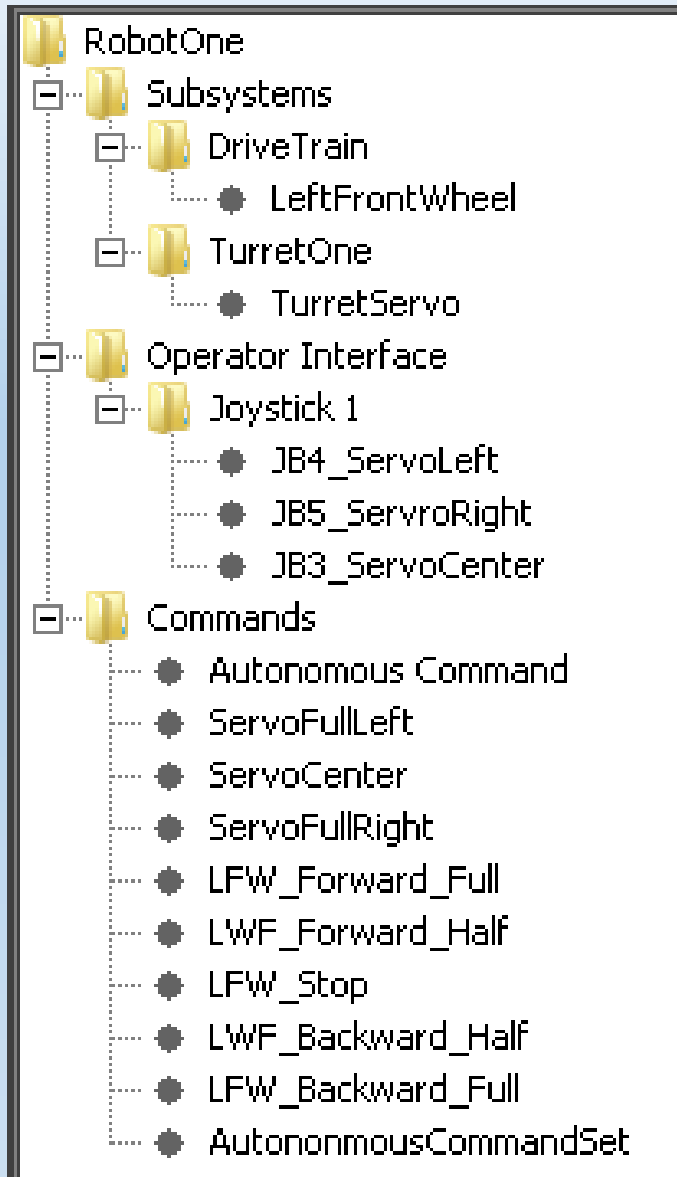 RobotOne
Subsystems
DriveTrain
LeftFrontWheel
TurretOne
TurretServo
Operator Interface
Joystick 1
JB4_ServoLeft
JB5_ServroRight
JB3_ServoCenter
Commands
Autonomous Command
ServoFullLeft
ServoCenter
ServoFullRight
LFW_Forward_Full
LWF_Forward_Half
LFW_Stop
LWF_Backward_Half
LFW_Backward_Full
AutononmousCommandSet